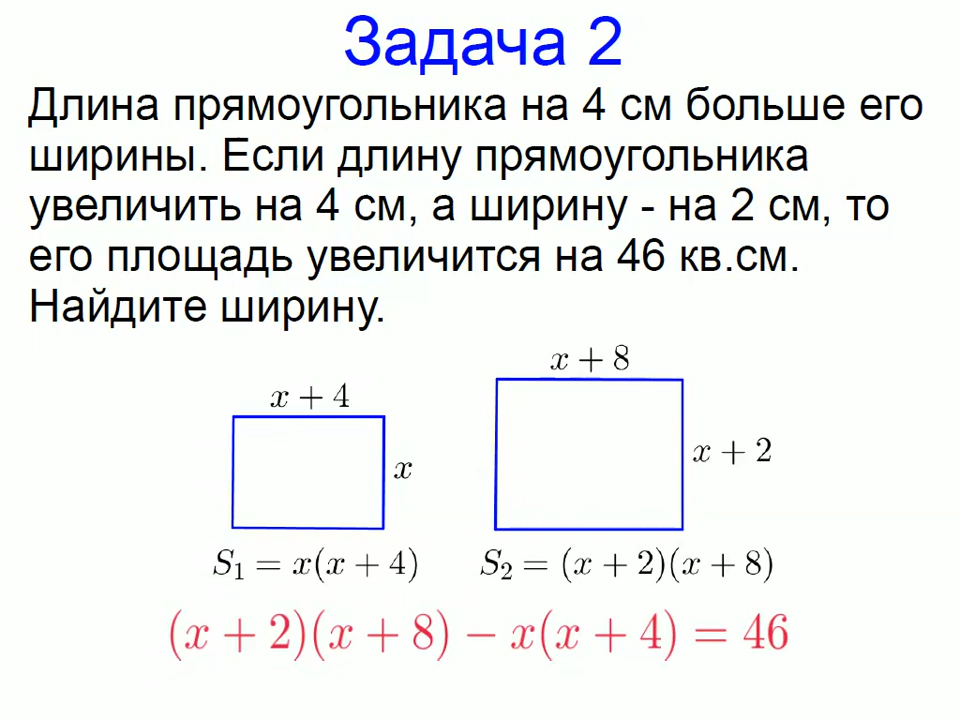 Задача 2
Длина прямоугольника на 4 см больше его
ширины. Если длину прямоугольника
увеличить на 4 см, а ширину - на 2 см, то
его площадь увеличится на 46 кв.см.
Найдите ширину.
x + 4
x
x + 8
x + 2
S₁ = x(x + 4)
S₂ = (x + 2)(x + 8)
(x + 2)(x + 8) − x(x + 4) = 46